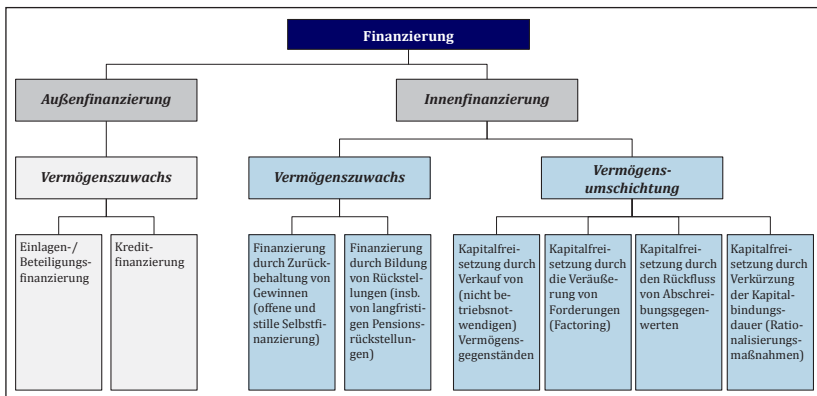 Finanzierung
Außenfinanzierung
Innenfinanzierung
Vermögenszuwachs
Vermögenszuwachs
Vermögens-
umschichtung
Einlagen-/
Beteiligungs-
finanzierung
Kredit-
finanzierung
Finanzierung
durch Zurück-
behaltung von
Gewinnen
(offene und
stille Selbstfi-
nanzierung)
Finanzierung
durch Bildung
von Rückstel-
lungen (insb.
von langfristi-
gen Pensions-
rückstellun-
gen)
Kapitalfrei-
setzung durch
Verkauf von
(nicht be-
triebsnot-
wendigen)
Vermögens-
gegenständen
Kapitalfrei-
setzung durch
die Veräuße-
rung von
Forderungen
(Factoring)
Kapitalfrei-
setzung durch
den Rückfluss
von Abschrei-
bungsgegen-
werten
Kapitalfrei-
setzung durch
Verkürzung
der Kapital-
bindungs-
dauer (Ratio-
nalisierungs-
maßnahmen)